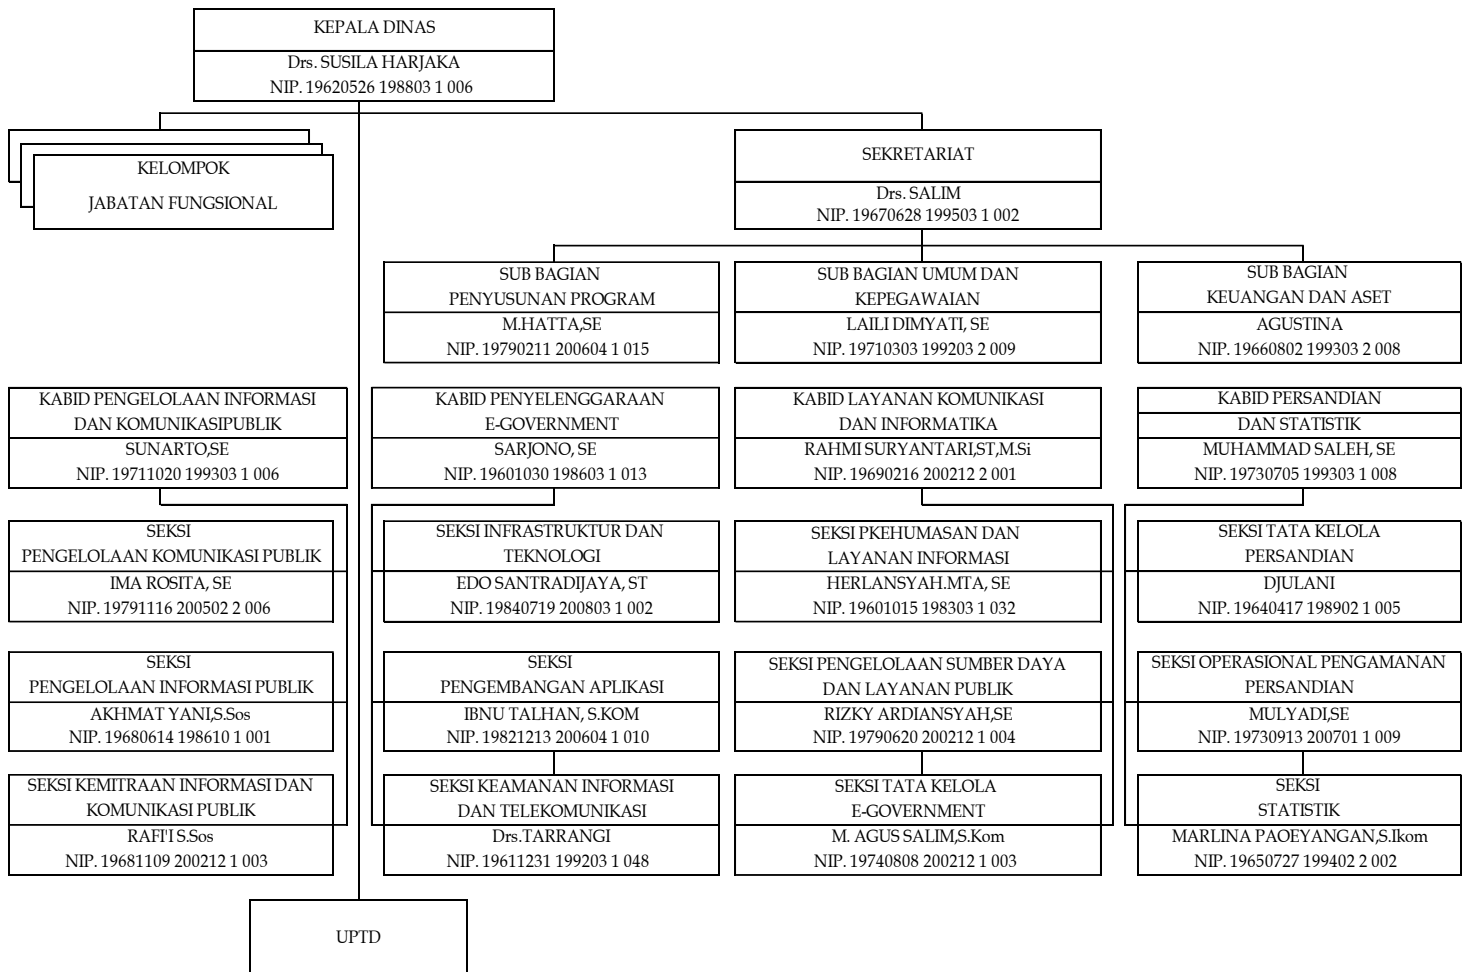 KEPALA DINAS
Drs. SUSILA HARJAKA
NIP. 19620526 198803 1 006
KELOMPOK
JABATAN FUNGSIONAL
SEKRETARIAT
Drs. SALIM
NIP. 19670628 199503 1 002
SUB BAGIAN
PENYUSUNAN PROGRAM
M.HATTA,SE
NIP. 19790211 200604 1 015
SUB BAGIAN UMUM DAN
KEPEGAWAIAN
LAILI DIMYATI, SE
NIP. 19710303 199203 2 009
SUB BAGIAN
KEUANGAN DAN ASET
AGUSTINA
NIP. 19660802 199303 2 008
KABID PENGELOLAAN INFORMASI
DAN KOMUNIKASIPUBLIK
SUNARTO,SE
NIP. 19711020 199303 1 006
KABID PENYELENGGARAAN
E-GOVERNMENT
SARJONO, SE
NIP. 19601030 198603 1 013
KABID LAYANAN KOMUNIKASI
DAN INFORMATIKA
RAHMI SURYANTARI,ST,M.Si
NIP. 19690216 200212 2 001
KABID PERSANDIAN
DAN STATISTIK
MUHAMMAD SALEH, SE
NIP. 19730705 199303 1 008
SEKSI
PENGELOLAAN KOMUNIKASI PUBLIK
IMA ROSITA, SE
NIP. 19791116 200502 2 006
SEKSI INFRASTRUKTUR DAN
TEKNOLOGI
EDO SANTRADIJAYA, ST
NIP. 19840719 200803 1 002
SEKSI PKEHUMASAN DAN
LAYANAN INFORMASI
HERLANSYAH.MTA, SE
NIP. 19601015 198303 1 032
SEKSI TATA KELOLA
PERSANDIAN
DJULANI
NIP. 19640417 198902 1 005
SEKSI
PENGELOLAAN INFORMASI PUBLIK
AKHMAT YANI,S.Sos
NIP. 19680614 198610 1 001
SEKSI
PENGEMBANGAN APLIKASI
IBNU TALHAN, S.KOM
NIP. 19821213 200604 1 010
SEKSI PENGELOLAAN SUMBER DAYA
DAN LAYANAN PUBLIK
RIZKY ARDIANSYAH,SE
NIP. 19790620 200212 1 004
SEKSI OPERASIONAL PENGAMANAN
PERSANDIAN
MULYADI,SE
NIP. 19730913 200701 1 009
SEKSI KEMITRAAN INFORMASI DAN
KOMUNIKASI PUBLIK
RAFI'I S.Sos
NIP. 19681109 200212 1 003
SEKSI KEAMANAN INFORMASI
DAN TELEKOMUNIKASI
Drs.TARRANGI
NIP. 19611231 199203 1 048
SEKSI TATA KELOLA
E-GOVERNMENT
M. AGUS SALIM,S.Kom
NIP. 19740808 200212 1 003
SEKSI
STATISTIK
MARLINA PAOEYANGAN,S.Ikom
NIP. 19650727 199402 2 002
UPTD